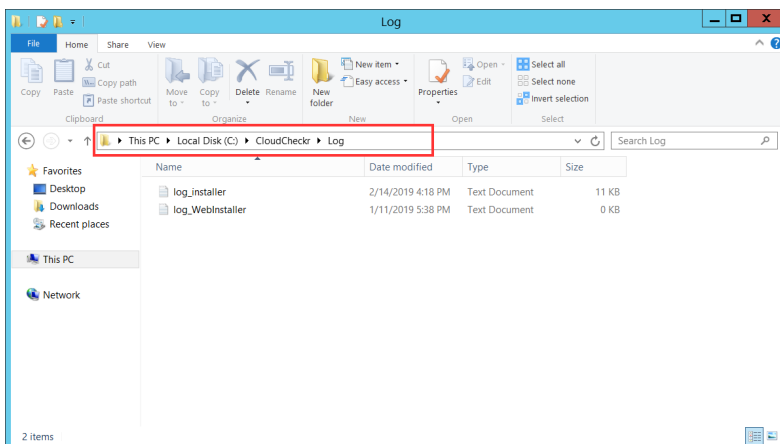 Log
File Home Share View
Copy
Paste
Cut
Copy path
Paste shortcut
Clipboard
Move to
Copy to
Delete
Rename
Organize
New folder
New item
Easy access
New
Properties
Open
Edit
Open
Select all
Select none
Invert selection
Select
This PC Local Disk (C:) CloudCheckr Log
Search Log
Favorites
Desktop
Downloads
Recent places
This PC
Network
Name Date modified Type Size
log_installer 2/14/2019 4:18 PM Text Document 11 KB
log_WebInstaller 1/11/2019 5:38 PM Text Document 0 KB
2 items